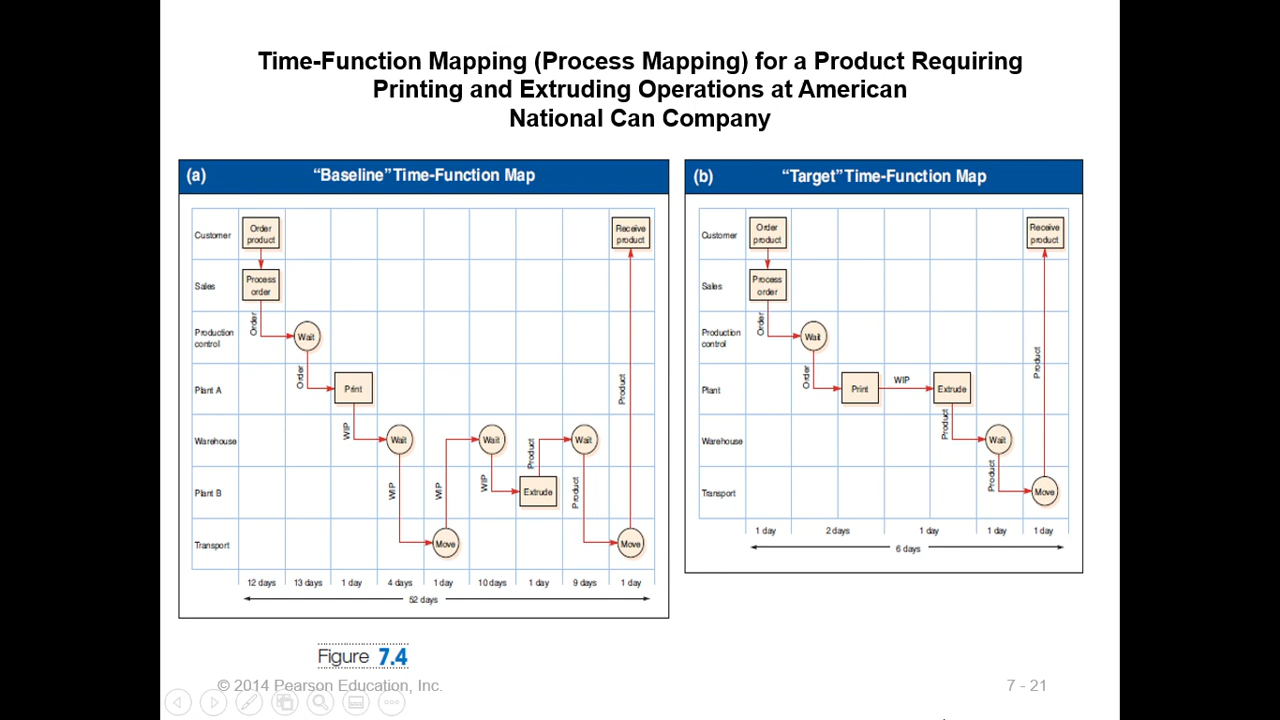 Time-Function Mapping (Process Mapping) for a Product Requiring
Printing and Extruding Operations at American
National Can Company
(a) “Baseline” Time-Function Map
Customer
Order
product
Receive
product
Sales
Process
order
Order
Production
control
Wait
Order
Plant A
Print
WIP
Product
Warehouse
Wait
Wait
Wait
WIP
WIP
WIP
Product
Product
Plant B
Extrude
Transport
Move
Move
12 days 13 days 1 day 4 days 1 day 10 days 1 day 9 days 1 day
52 days
(b) “Target” Time-Function Map
Customer
Order
product
Receive
product
Sales
Process
order
Order
Production
control
Wait
Order
Product
Plant
Print
WIP
Extrude
Product
Warehouse
Wait
Product
Transport
Move
1 day 2 days 1 day 1 day 1 day
6 days
Figure 7.4
© 2014 Pearson Education, Inc.
7 - 21